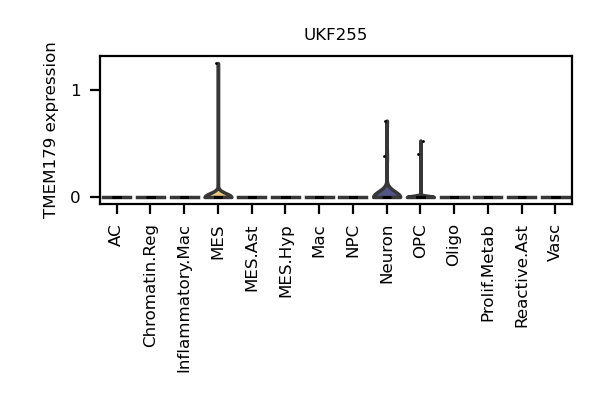 UKF255
TMEM179 expression
1
0
AC
Chromatin.Reg
Inflammatory.Mac
MES
MES.Ast
MES.Hyp
Mac
NPC
Neuron
OPC
Oligo
Prolif.Metab
Reactive.Ast
Vasc